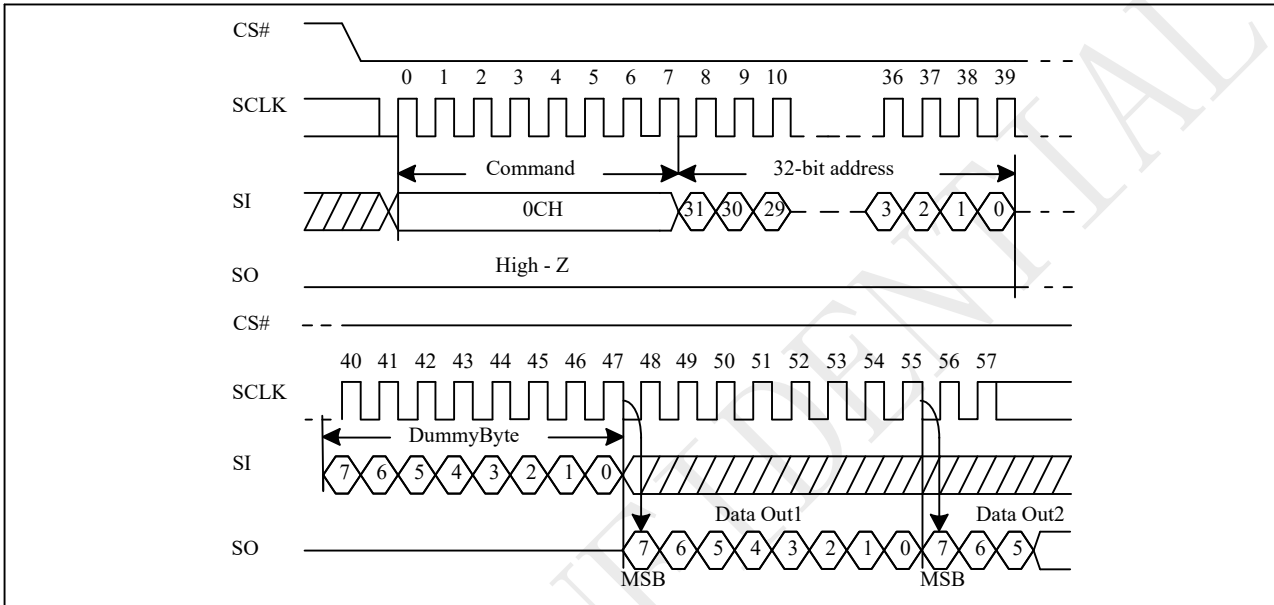 CS#
0 1 2 3 4 5 6 7 8 9 10 36 37 38 39
SCLK
Command 32-bit address
SI 0CH 31 30 29 3 2 1 0
High - Z
SO
CS#
40 41 42 43 44 45 46 47 48 49 50 51 52 53 54 55 56 57
SCLK
DummyByte
SI 7 6 5 4 3 2 1 0
Data Out1 Data Out2
SO 7 6 5 4 3 2 1 0 7 6 5
MSB MSB